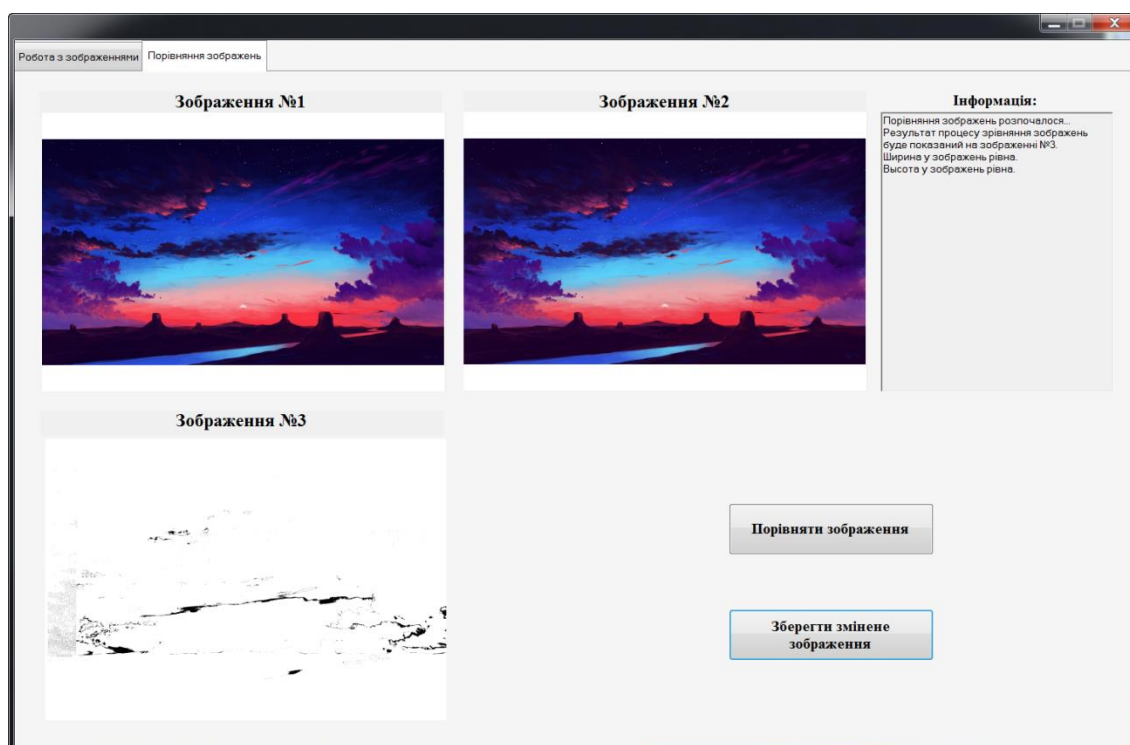 Робота з зображеннями
Порівняння зображень
Зображення №1
Зображення №2
Інформація:
Порівняння зображень розпочалося...
Результат процесу зрівняння зображень
буде показаний на зображенні №3.
Ширина у зображень рівна.
Высота у зображень рівна.
Зображення №3
Порівняти зображення
Зберегти змінене
зображення